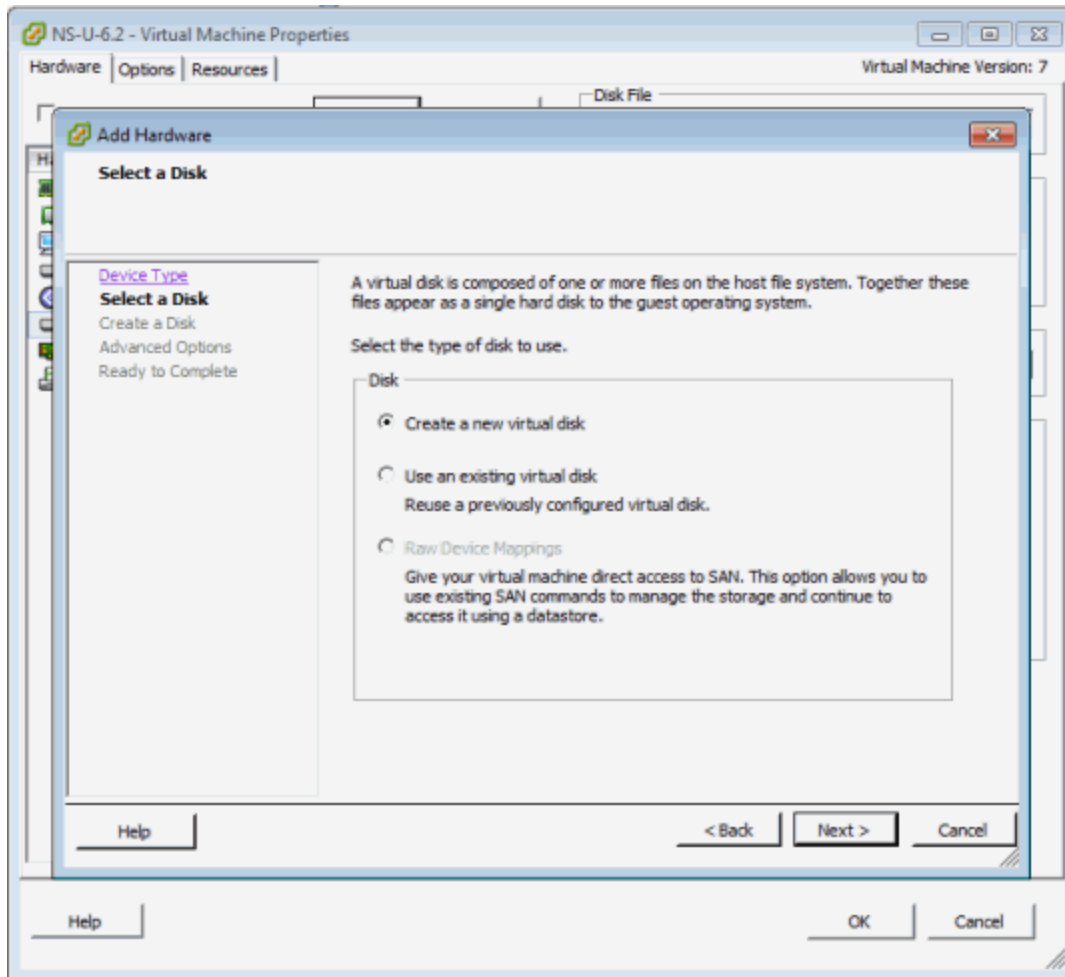 NS-U-6.2 - Virtual Machine Properties
Hardware Options Resources Virtual Machine Version: 7
Disk File
Add Hardware
Select a Disk
Device Type
Select a Disk
Create a Disk
Advanced Options
Ready to Complete
A virtual disk is composed of one or more files on the host file system. Together these
files appear as a single hard disk to the guest operating system.
Select the type of disk to use.
Disk
Create a new virtual disk
Use an existing virtual disk
Reuse a previously configured virtual disk.
Raw Device Mappings
Give your virtual machine direct access to SAN. This option allows you to
use existing SAN commands to manage the storage and continue to
access it using a datastore.
Help < Back Next > Cancel
Help OK Cancel